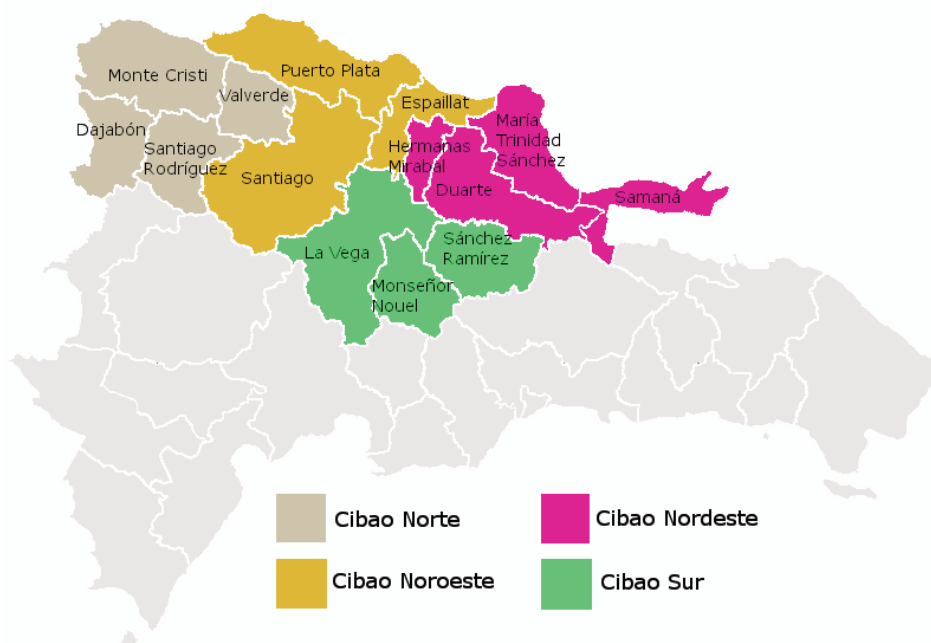 Monte Cristi
Puerto Plata
Valverde
Espaillat
Dajabón
Santiago
Rodríguez
María
Trinidad
Sánchez
Hermanas
Mirabal
Santiago
Duarte
Samaná
La Vega
Sánchez
Ramírez
Monseñor
Nouel
Cibao Norte
Cibao Nordeste
Cibao Noroeste
Cibao Sur